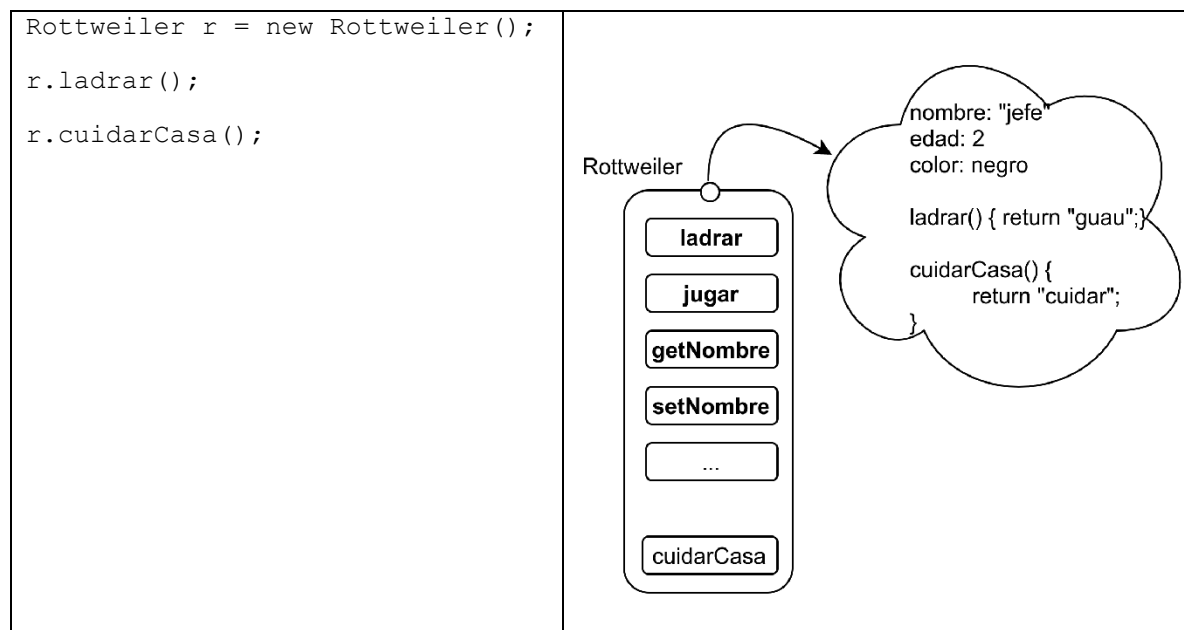 Rottweiler r = new Rottweiler();
r.ladrar();
r.cuidarCasa();
Rottweiler
ladrar
jugar
getNombre
setNombre
...
cuidarCasa
nombre: "jefe"
edad: 2
color: negro
ladrar() { return "guau";}
cuidarCasa() {
return "cuidar";
}